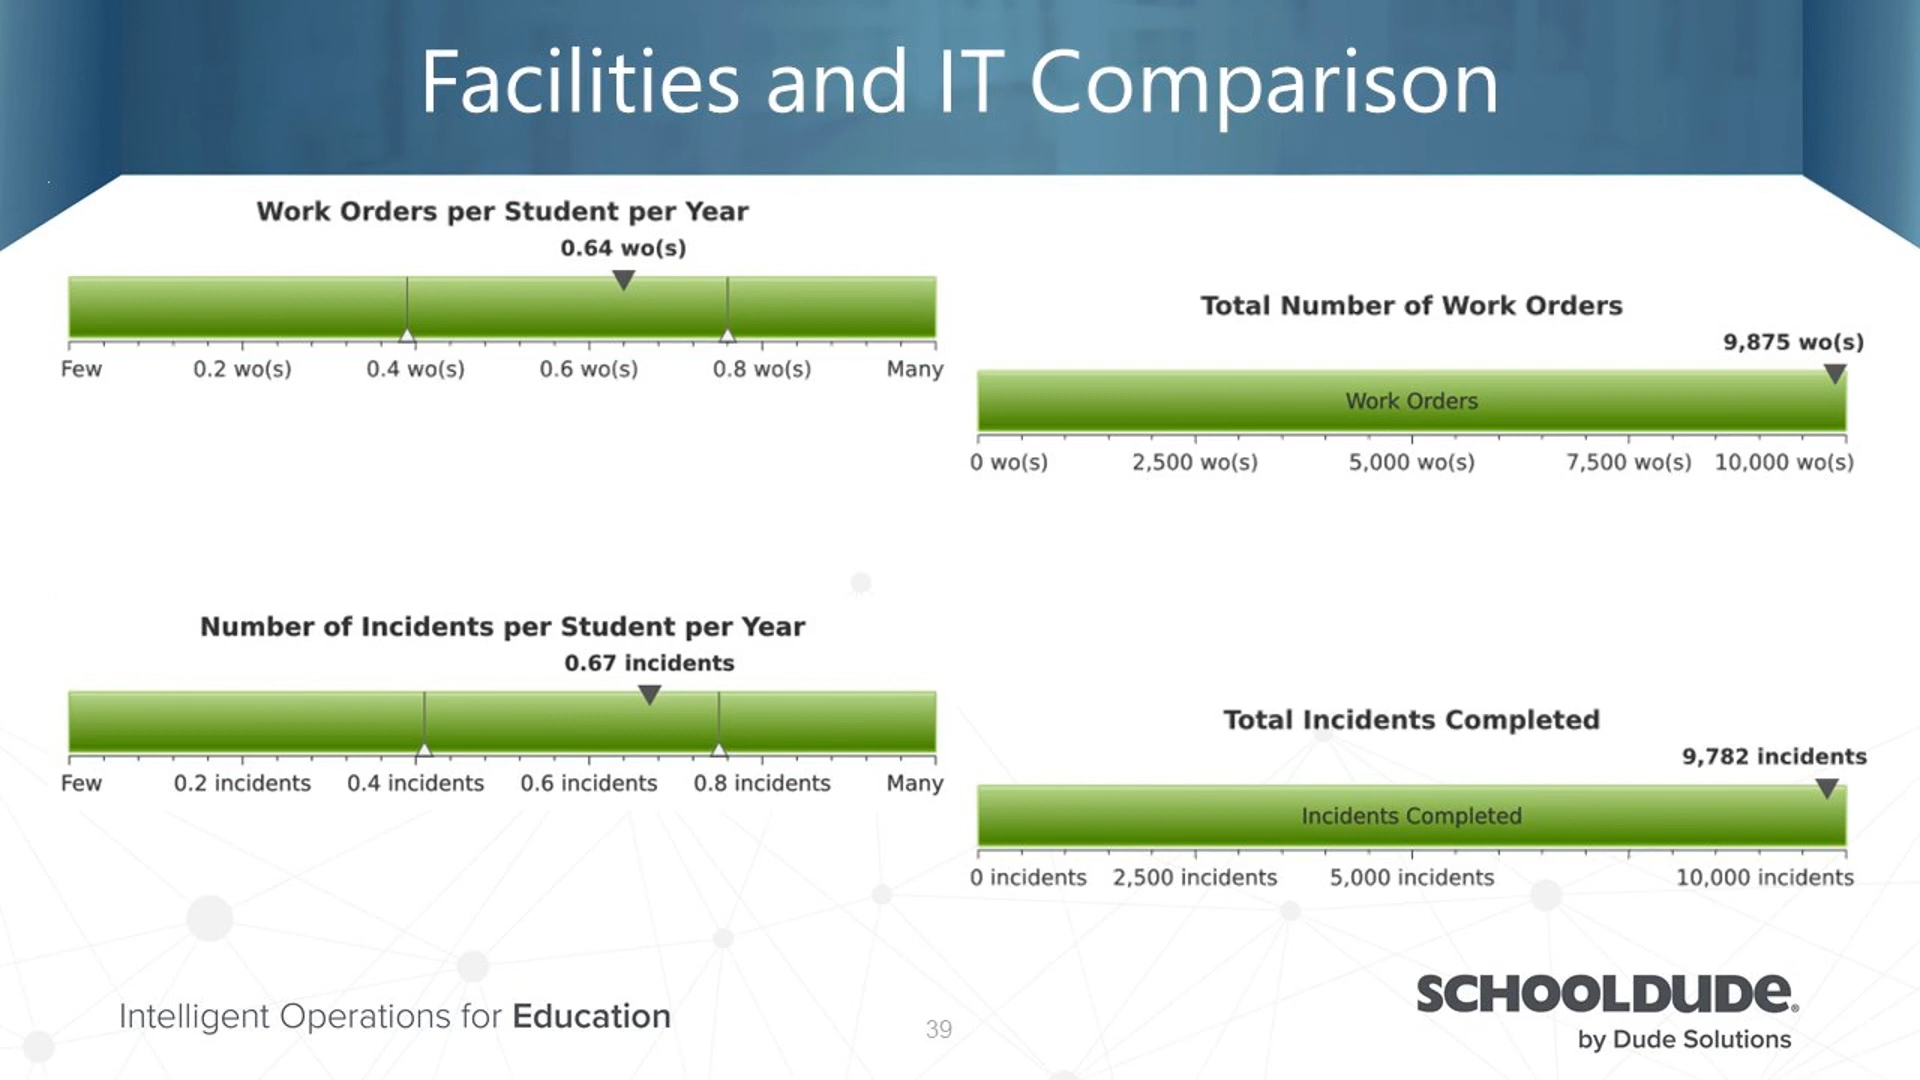 Facilities and IT Comparison
Work Orders per Student per Year
0.64 wo(s)
Few 0.2 wo(s) 0.4 wo(s) 0.6 wo(s) 0.8 wo(s) Many
Total Number of Work Orders
9,875 wo(s)
Work Orders
0 wo(s) 2,500 wo(s) 5,000 wo(s) 7,500 wo(s) 10,000 wo(s)
Number of Incidents per Student per Year
0.67 incidents
Few 0.2 incidents 0.4 incidents 0.6 incidents 0.8 incidents Many
Total Incidents Completed
9,782 incidents
Incidents Completed
0 incidents 2,500 incidents 5,000 incidents 10,000 incidents
Intelligent Operations for Education
39
SCHOOLDUDE®
by Dude Solutions